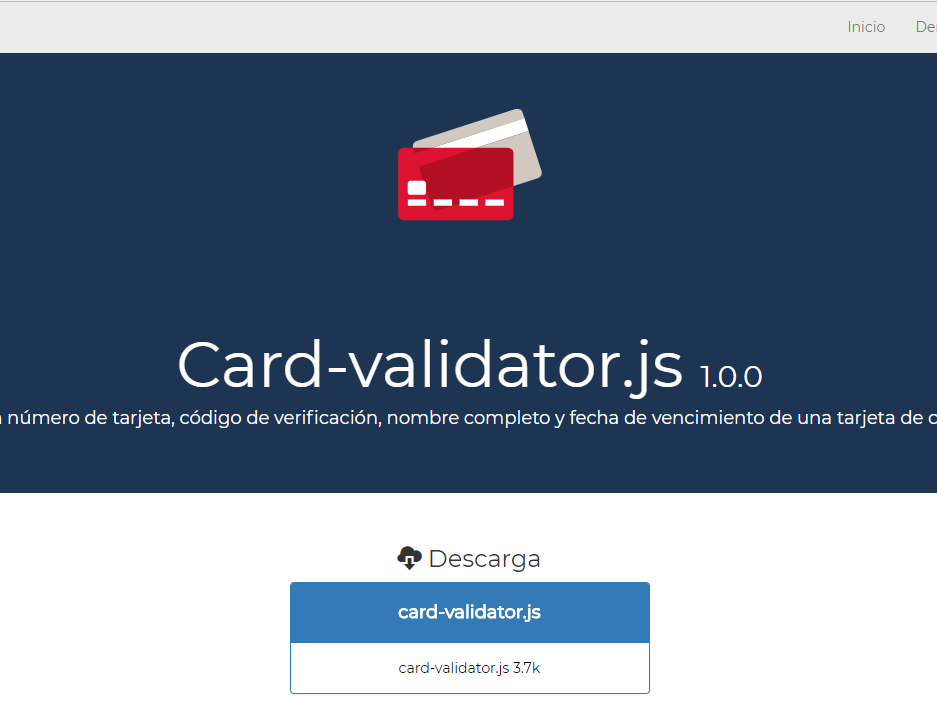 Inicio
Card-validator.js 1.0.0
número de tarjeta, código de verificación, nombre completo y fecha de vencimiento de una tarjeta de
Descarga
card-validator.js
card-validator.js 3.7k